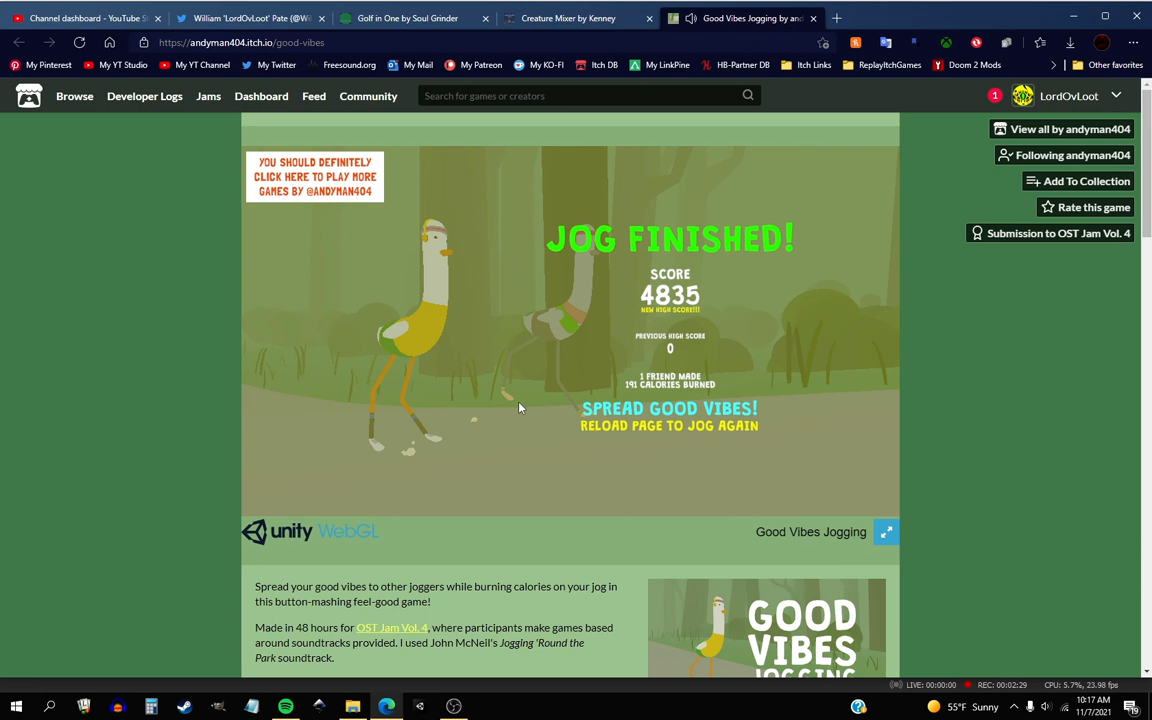 Channel dashboard - YouTube St
William 'LordOvLoot' Pate (@Wi
Golf in One by Soul Grinder
Creature Mixer by Kenney
Good Vibes Jogging by and
https://andyman404.itch.io/good-vibes
My Pinterest
My YT Studio
My YT Channel
My Twitter
Freesound.org
My Mail
My Patreon
My KO-FI
Itch DB
My LinkPine
HB-Partner DB
Itch Links
ReplayItchGames
Doom 2 Mods
Other favorites
Browse
Developer Logs
Jams
Dashboard
Feed
Community
Search for games or creators
1
LordOvLoot
View all by andyman404
Following andyman404
Add To Collection
Rate this game
Submission to OST Jam Vol. 4
YOU SHOULD DEFINITELY
CLICK HERE TO PLAY MORE
GAMES BY @ANDYMAN404
JOG FINISHED!
SCORE
4835
NEW HIGH SCORE!!!
PREVIOUS HIGH SCORE
0
1 FRIEND MADE
191 CALORIES BURNED
SPREAD GOOD VIBES!
RELOAD PAGE TO JOG AGAIN
unity WebGL
Good Vibes Jogging
Spread your good vibes to other joggers while burning calories on your jog in
this button-mashing feel-good game!
Made in 48 hours for OST Jam Vol. 4, where participants make games based
around soundtracks provided. I used John McNeil's Jogging 'Round the
Park soundtrack.
GOOD
VIBES
JOGGING
LIVE: 00:00:00
REC: 00:02:29
CPU: 5.7%, 23.98 fps
55°F Sunny
10:17 AM
11/7/2021
19